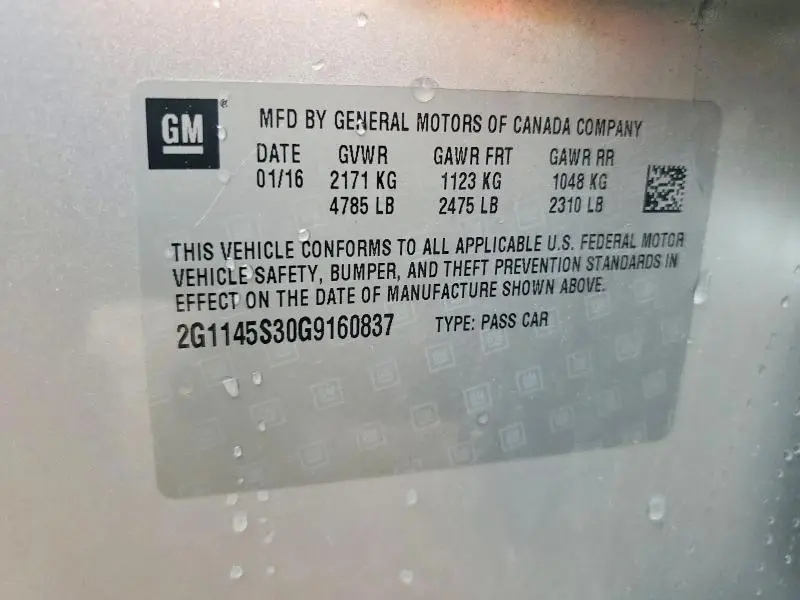 GM ®
MFD BY GENERAL MOTORS OF CANADA COMPANY
DATE GVWR GAWR FRT GAWR RR
01/16 2171 KG 1123 KG 1048 KG
4785 LB 2475 LB 2310 LB
THIS VEHICLE CONFORMS TO ALL APPLICABLE U.S. FEDERAL MOTOR
VEHICLE SAFETY, BUMPER, AND THEFT PREVENTION STANDARDS IN
EFFECT ON THE DATE OF MANUFACTURE SHOWN ABOVE.
2G1145S30G9160837 TYPE: PASS CAR